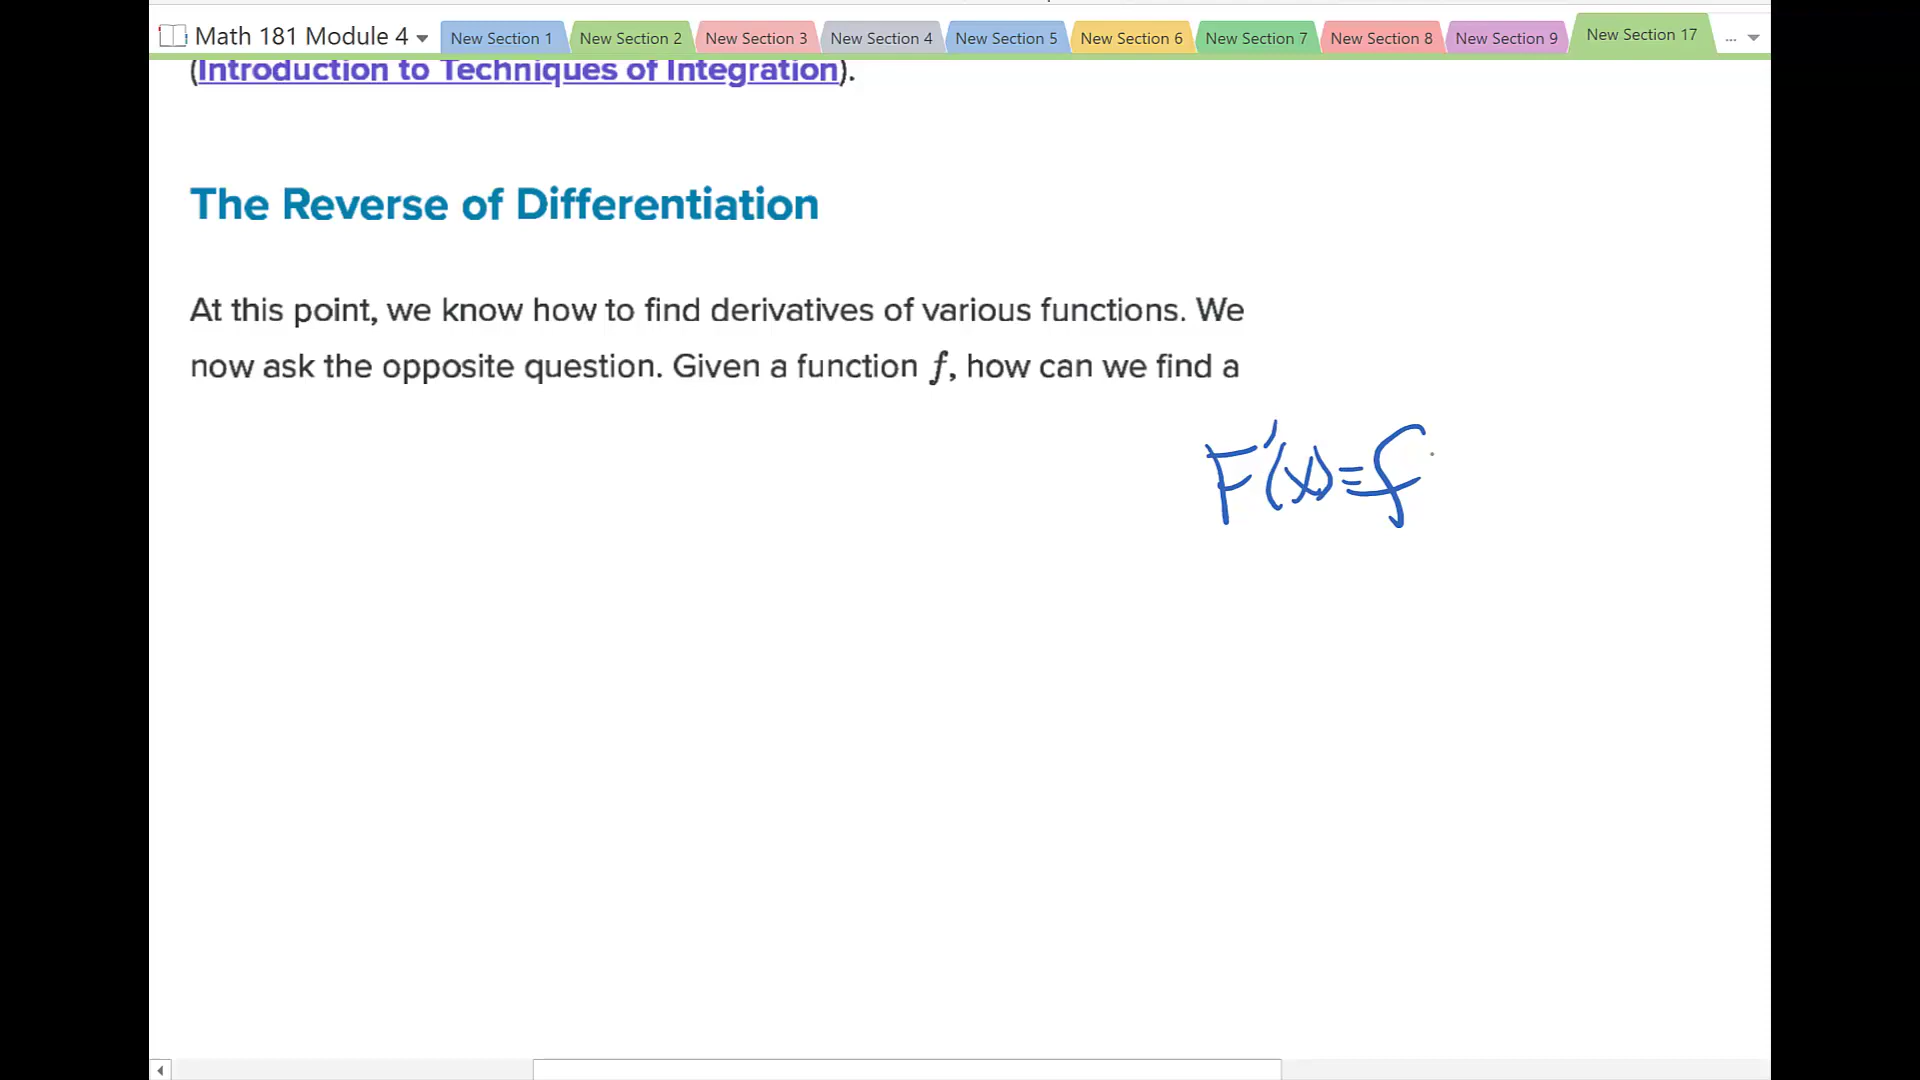 Math 181 Module 4 New Section 1 New Section 2 New Section 3 New Section 4 New Section 5 New Section 6 New Section 7 New Section 8 New Section 9 New Section 17 ...
(Introduction to Techniques of Integration).
The Reverse of Differentiation
At this point, we know how to find derivatives of various functions. We
now ask the opposite question. Given a function f, how can we find a
F'(x)=f